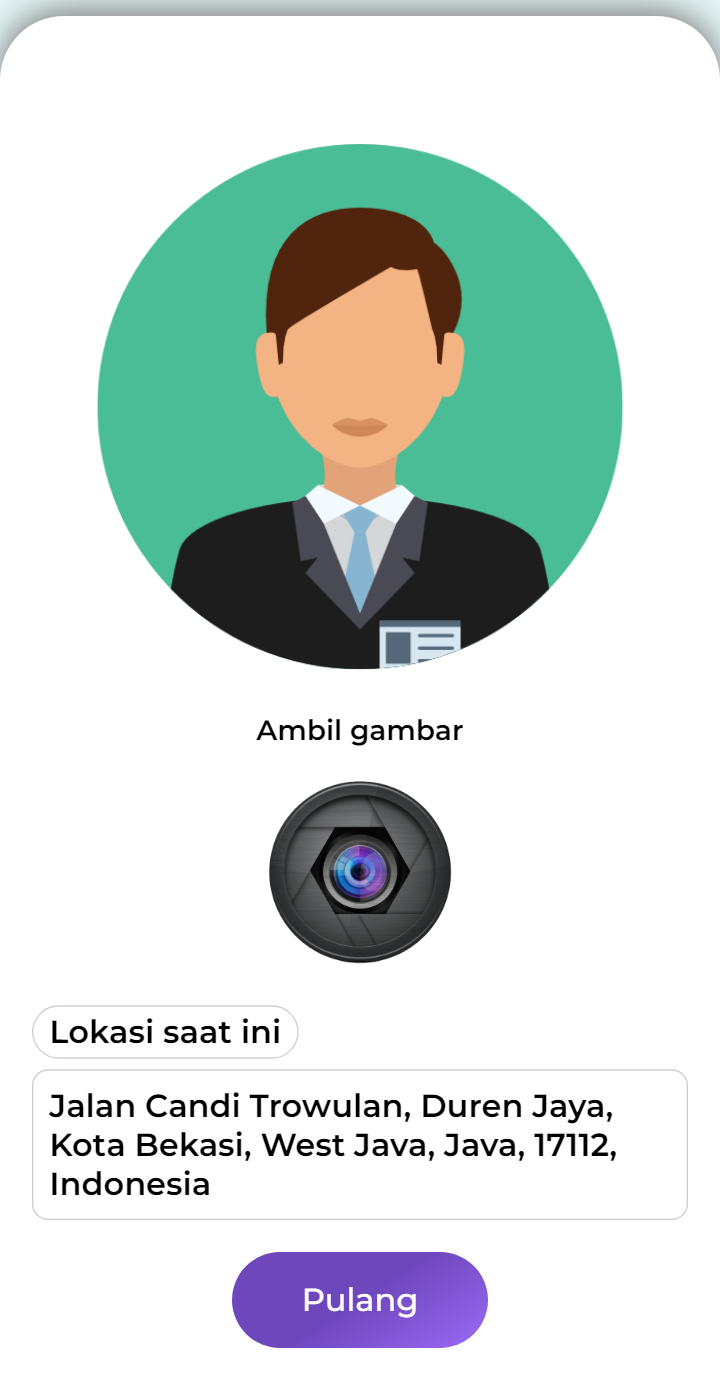 Ambil gambar
Lokasi saat ini
Jalan Candi Trowulan, Duren Jaya,
Kota Bekasi, West Java, Java, 17112,
Indonesia
Pulang